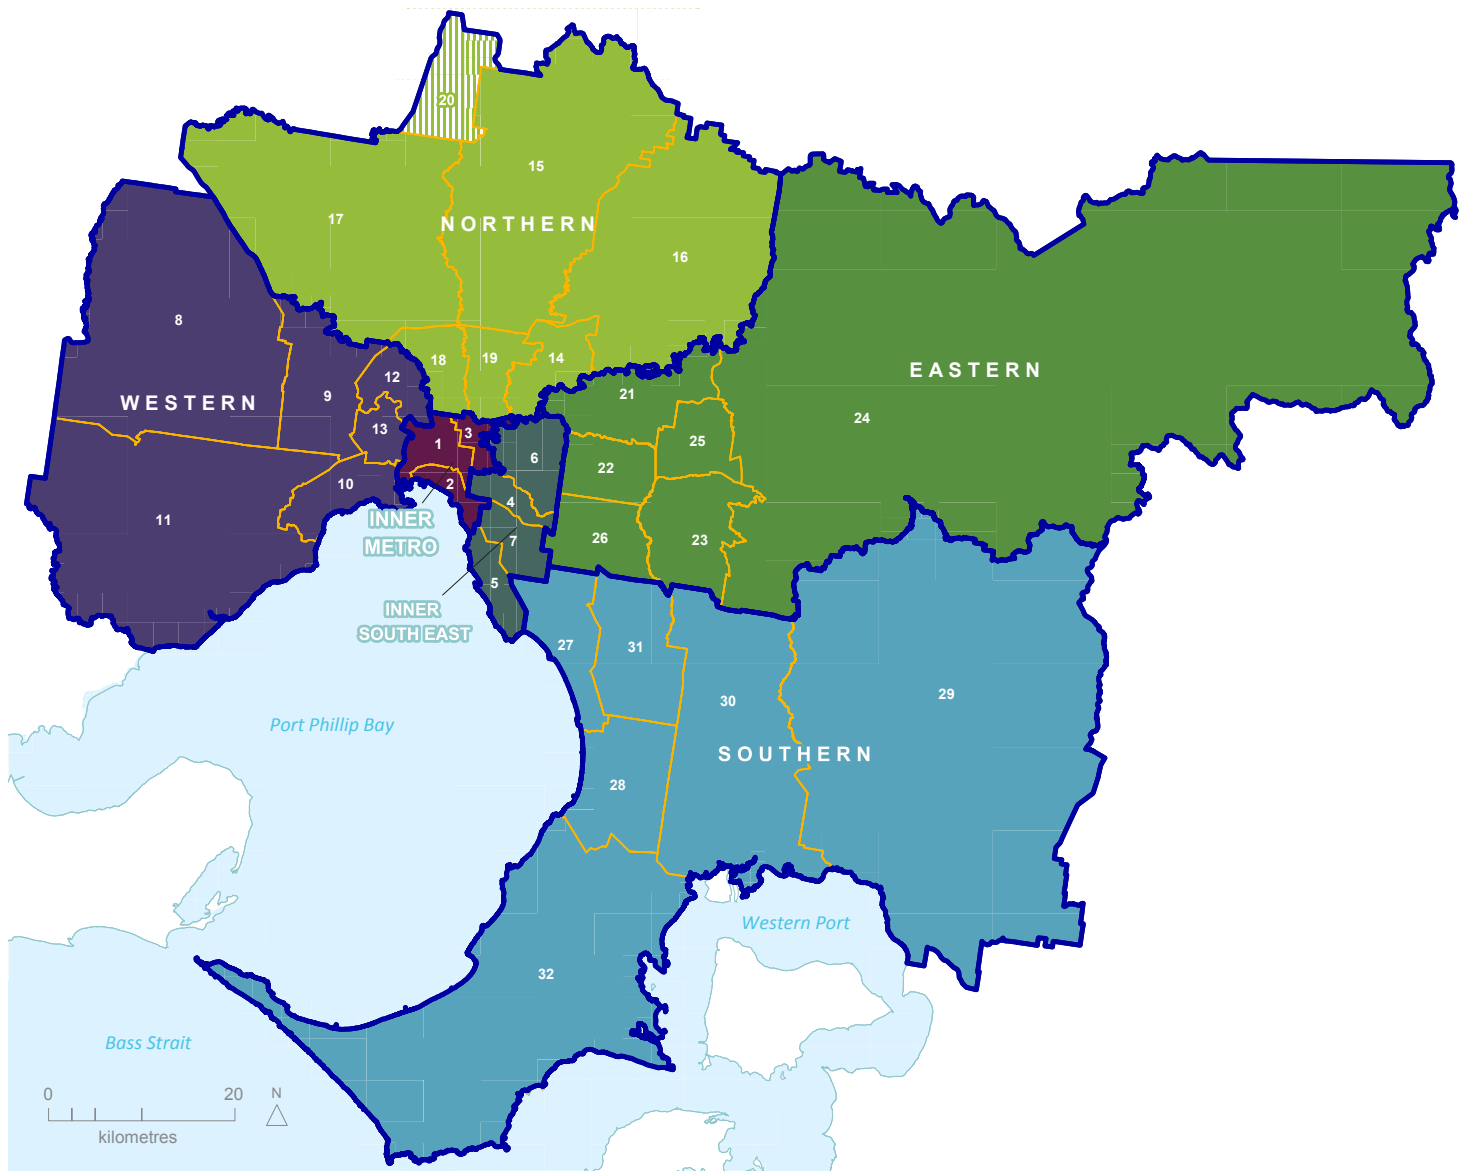 20
15
17
NORTHERN
16
8
18
19
14
EASTERN
12
21
9
WESTERN
24
13
1
3
25
6
22
10
2
4
11
INNER
METRO
26
7
23
5
INNER
SOUTH EAST
27
31
29
30
Port Phillip Bay
SOUTHERN
28
Western Port
32
Bass Strait
0 20 N
kilometres